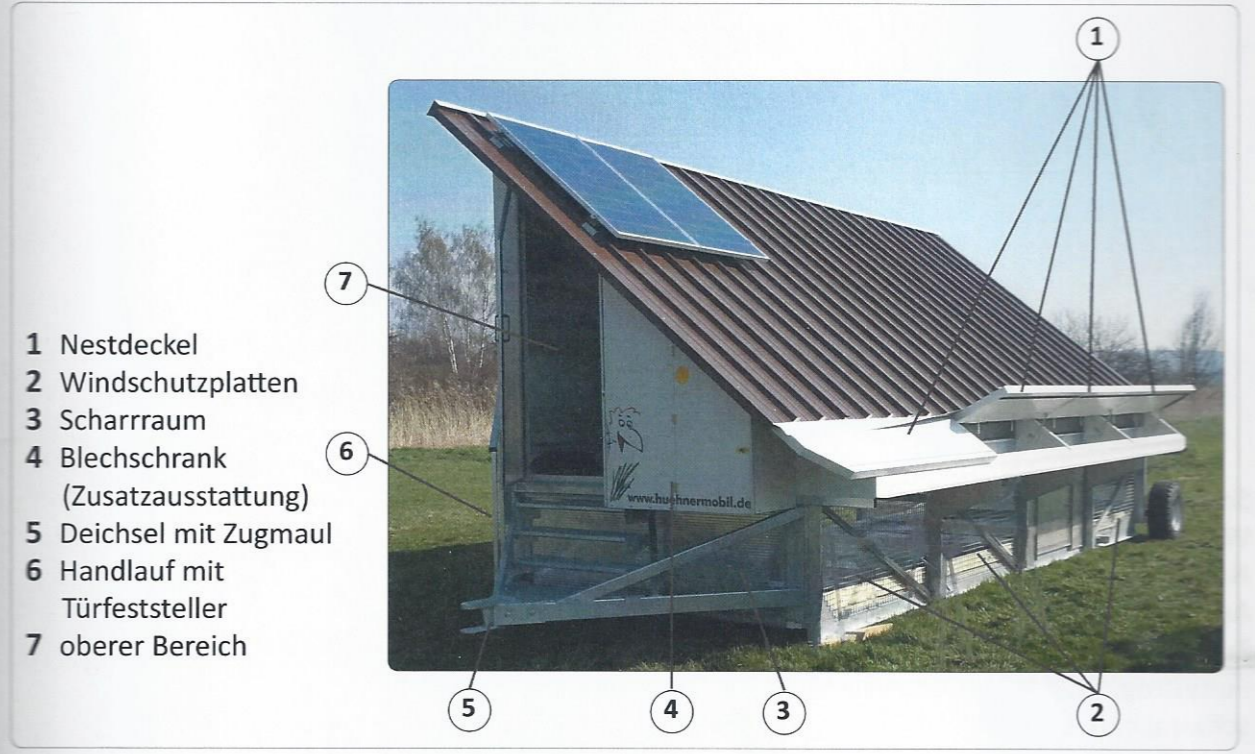 1
7
1 Nestdeckel
2 Windschutzplatten
3 Scharrraum
4 Blechschrank
(Zusatzausstattung)
5 Deichsel mit Zugmaul
6 Handlauf mit
Türfeststeller
7 oberer Bereich
6
www.huehnermobil.de
5
4
3
2